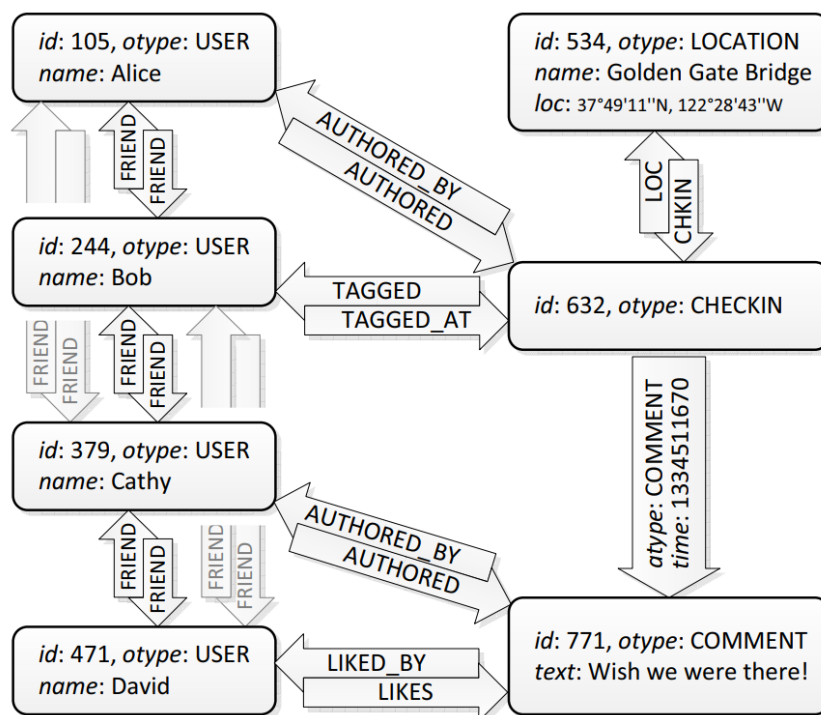 id: 105, otype: USER
name: Alice
id: 534, otype: LOCATION
name: Golden Gate Bridge
loc: 37°49'11''N, 122°28'43''W
FRIEND
FRIEND
AUTHORED_BY
AUTHORED
LOC
CHKIN
id: 244, otype: USER
name: Bob
TAGGED
TAGGED_AT
id: 632, otype: CHECKIN
FRIEND
FRIEND
FRIEND
FRIEND
atype: COMMENT
time: 1334511670
id: 379, otype: USER
name: Cathy
AUTHORED_BY
AUTHORED
FRIEND
FRIEND
FRIEND
FRIEND
id: 471, otype: USER
name: David
LIKED_BY
LIKES
id: 771, otype: COMMENT
text: Wish we were there!